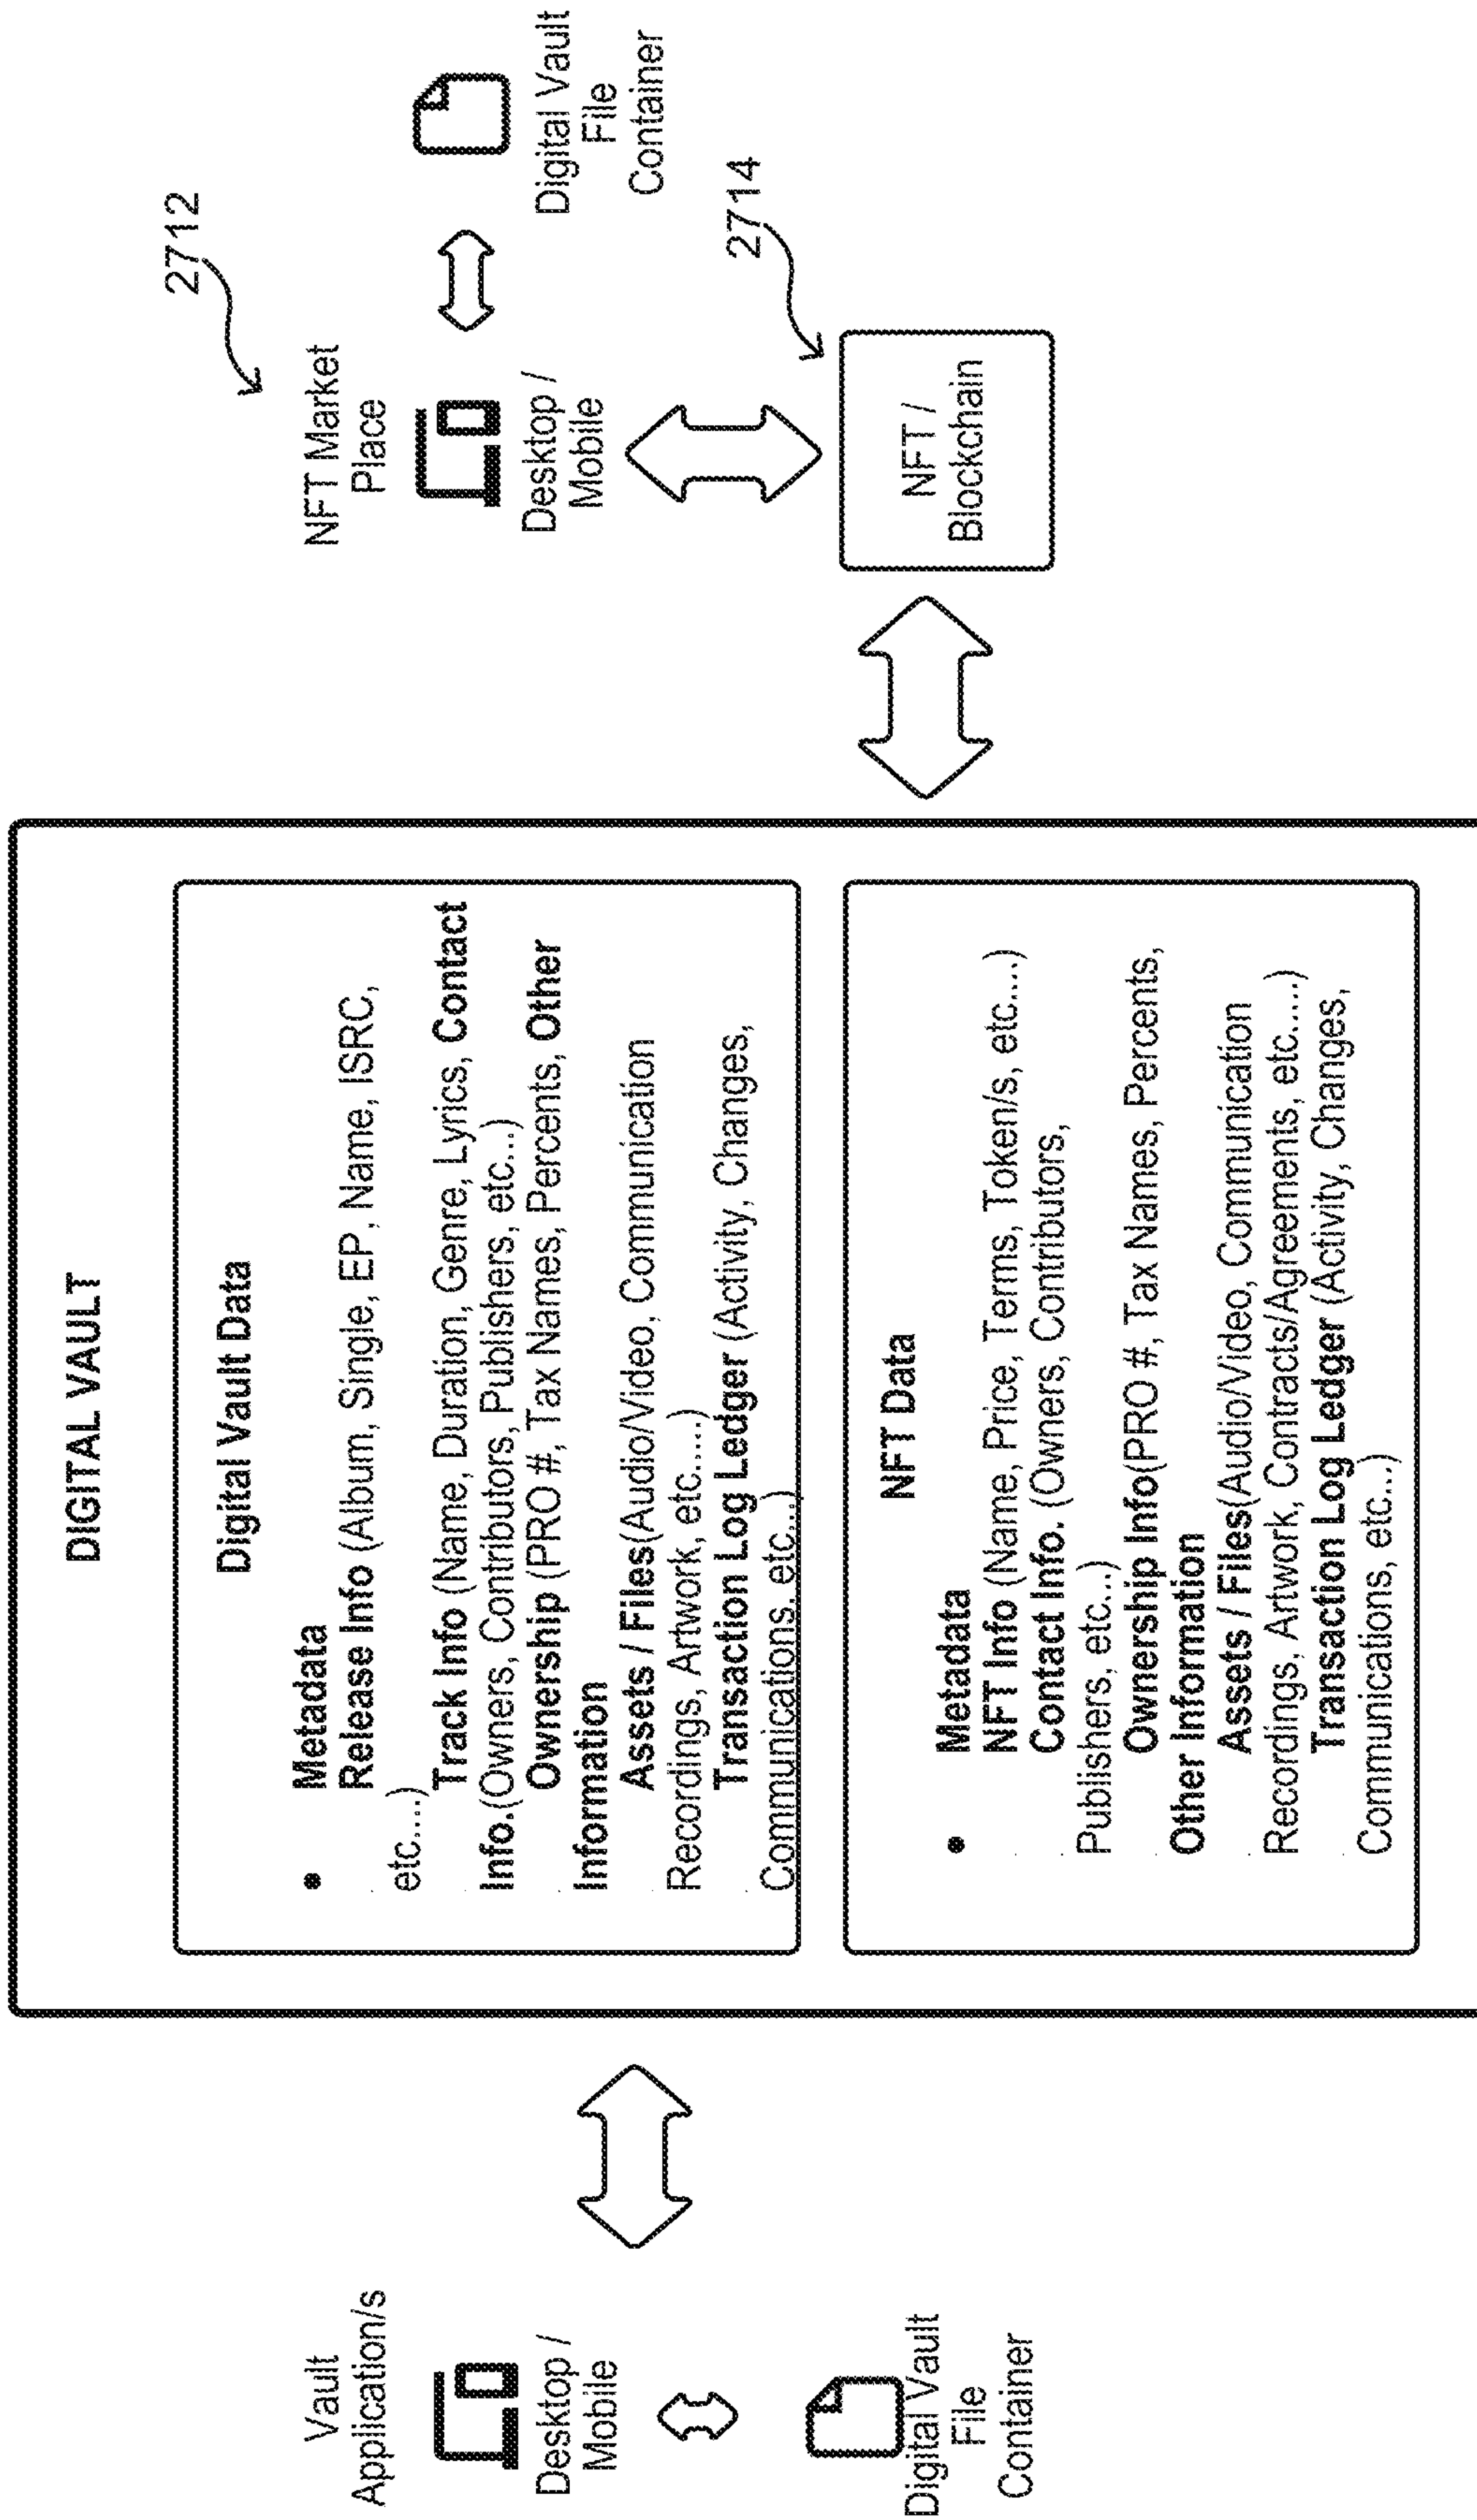 Vault
Application/s
Desktop /
Mobile
Digital Vault
File
Container
DIGITAL VAULT
Digital Vault Data
• Metadata
Release Info (Album, Single, EP, Name, ISRC,
etc....)
Track Info (Name, Duration, Genre, Lyrics, Contact
Info.(Owners, Contributors, Publishers, etc...)
Ownership (PRO #, Tax Names, Percents, Other
Information
Assets / Files(Audio/Video, Communication
Recordings, Artwork, etc.....)
Transaction Log Ledger (Activity, Changes,
Communications. etc...)
NFT Data
• Metadata
NFT Info (Name, Price, Terms, Token/s, etc....)
Contact Info. (Owners, Contributors,
Publishers, etc...)
Ownership Info(PRO #, Tax Names, Percents,
Other Information
Assets / Files(Audio/Video, Communication
Recordings, Artwork, Contracts/Agreements, etc.....)
Transaction Log Ledger (Activity, Changes,
Communications, etc...)
2712
NFT Market
Place
Desktop /
Mobile
Digital Vault
File
Container
2714
NFT /
Blockchain